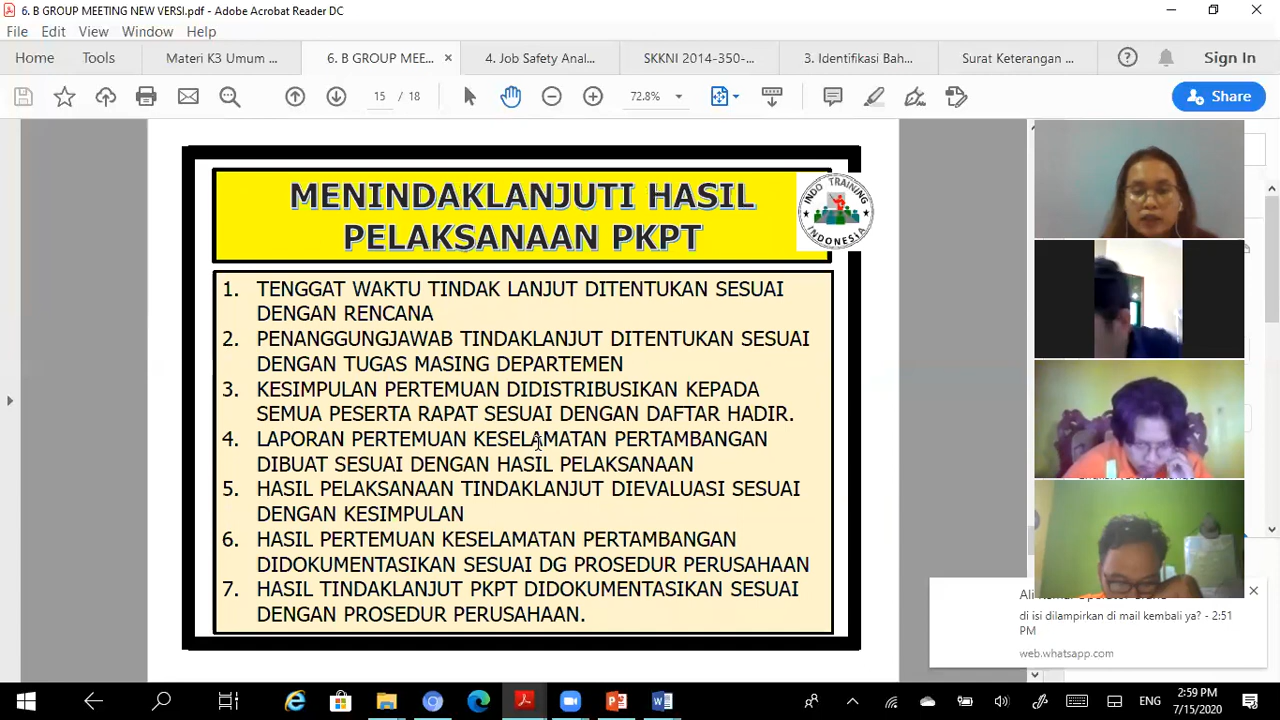 6. B GROUP MEETING NEW VERSI.pdf - Adobe Acrobat Reader DC
File Edit View Window Help
Home Tools Materi K3 Umum ... 6. B GROUP MEE... × 4. Job Safety Anal... SKKNI 2014-350-... 3. Identifikasi Bah... Surat Keterangan ... Sign In
15 / 18 72.8% Share
MENINDAKLANJUTI HASIL
PELAKSANAAN PKPT
INDO TRAINING
INDONESIA
1. TENGGAT WAKTU TINDAK LANJUT DITENTUKAN SESUAI
DENGAN RENCANA
2. PENANGGUNGJAWAB TINDAKLANJUT DITENTUKAN SESUAI
DENGAN TUGAS MASING DEPARTEMEN
3. KESIMPULAN PERTEMUAN DIDISTRIBUSIKAN KEPADA
SEMUA PESERTA RAPAT SESUAI DENGAN DAFTAR HADIR.
4. LAPORAN PERTEMUAN KESELAMATAN PERTAMBANGAN
DIBUAT SESUAI DENGAN HASIL PELAKSANAAN
5. HASIL PELAKSANAAN TINDAKLANJUT DIEVALUASI SESUAI
DENGAN KESIMPULAN
6. HASIL PERTEMUAN KESELAMATAN PERTAMBANGAN
DIDOKUMENTASIKAN SESUAI DG PROSEDUR PERUSAHAAN
7. HASIL TINDAKLANJUT PKPT DIDOKUMENTASIKAN SESUAI
DENGAN PROSEDUR PERUSAHAAN.
di isi dilampirkan di mail kembali ya? - 2:51
PM
web.whatsapp.com
ENG
2:59 PM
7/15/2020